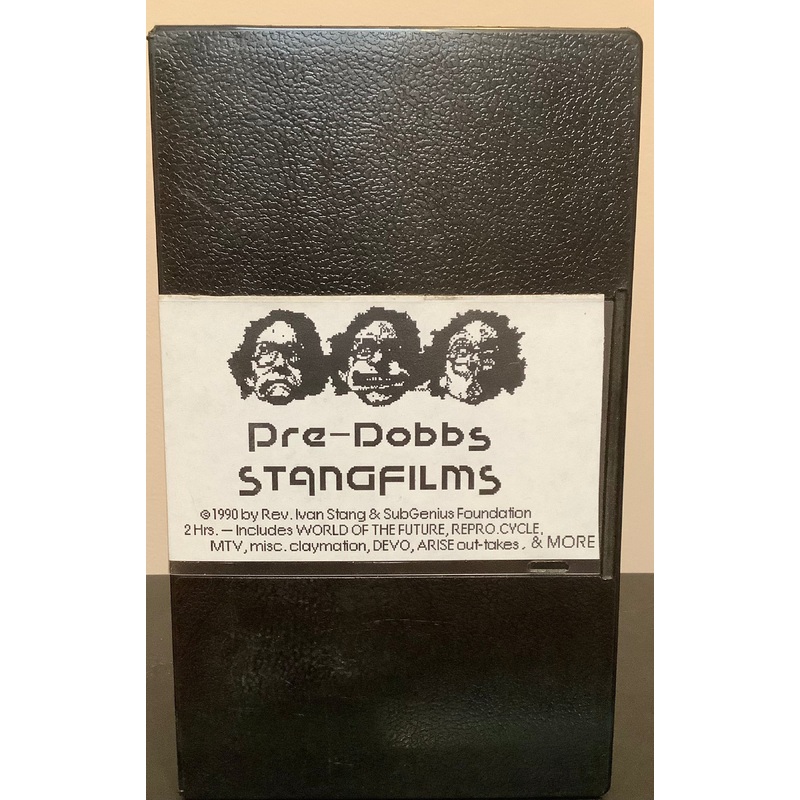 Pre-Dobbs
STANGFILMS
©1990 by Rev. Ivan Stang & SubGenius Foundation
2 Hrs. — Includes WORLD OF THE FUTURE, REPRO.CYCLE,
MTV, misc. claymation, DEVO, ARISE out-takes. & MORE